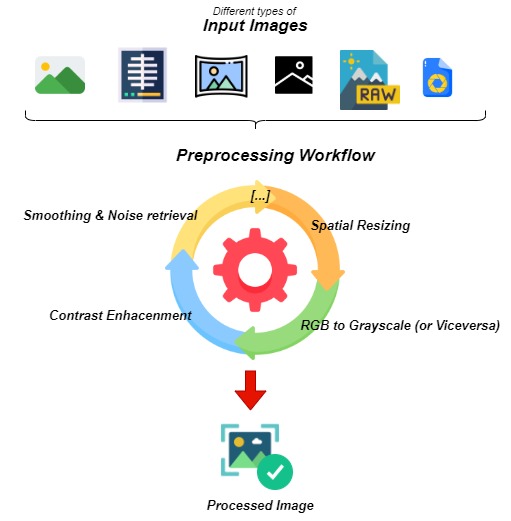 Different types of
Input Images
RAW
Preprocessing Workflow
[...]
Smoothing & Noise retrieval
Spatial Resizing
Contrast Enhacenment
RGB to Grayscale (or Viceversa)
Processed Image